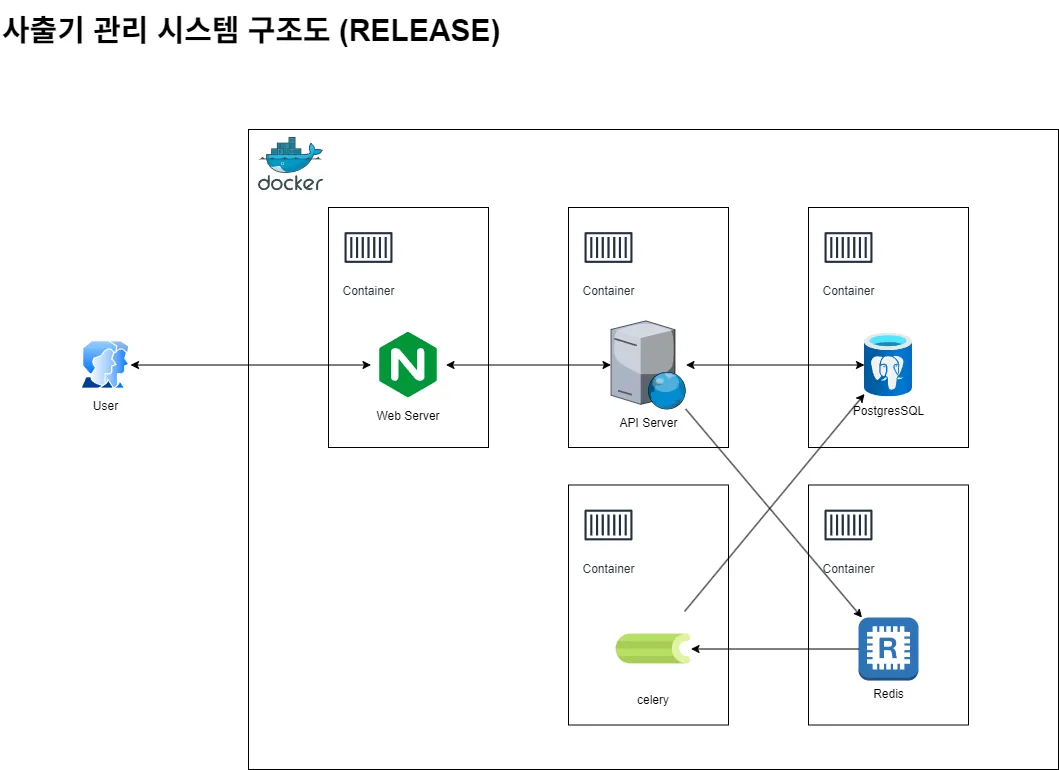 사출기 관리 시스템 구조도 (RELEASE)
docker
Container
Container
Container
N
User
Web Server
API Server
PostgresSQL
Container
Container
R
celery
Redis